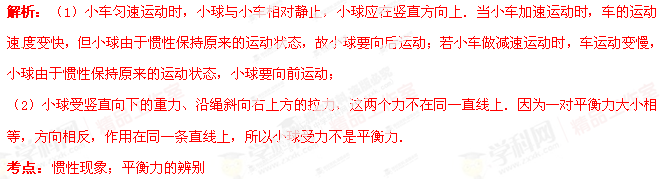 解析：（1）小车匀速运动时，小球与小车相对静止，小球应在竖直方向上．当小车加速运动时，车的运动
速度变快，但小球由于惯性保持原来的运动状态，故小球要向后运动；若小车做减速运动时，车运动变慢，
小球由于惯性保持原来的运动状态，小球要向前运动；
（2）小球受竖直向下的重力、沿绳斜向右上方的拉力，这两个力不在同一直线上．因为一对平衡力大小相
等，方向相反，作用在同一条直线上，所以小球受力不是平衡力．
考点：惯性现象；平衡力的辨别